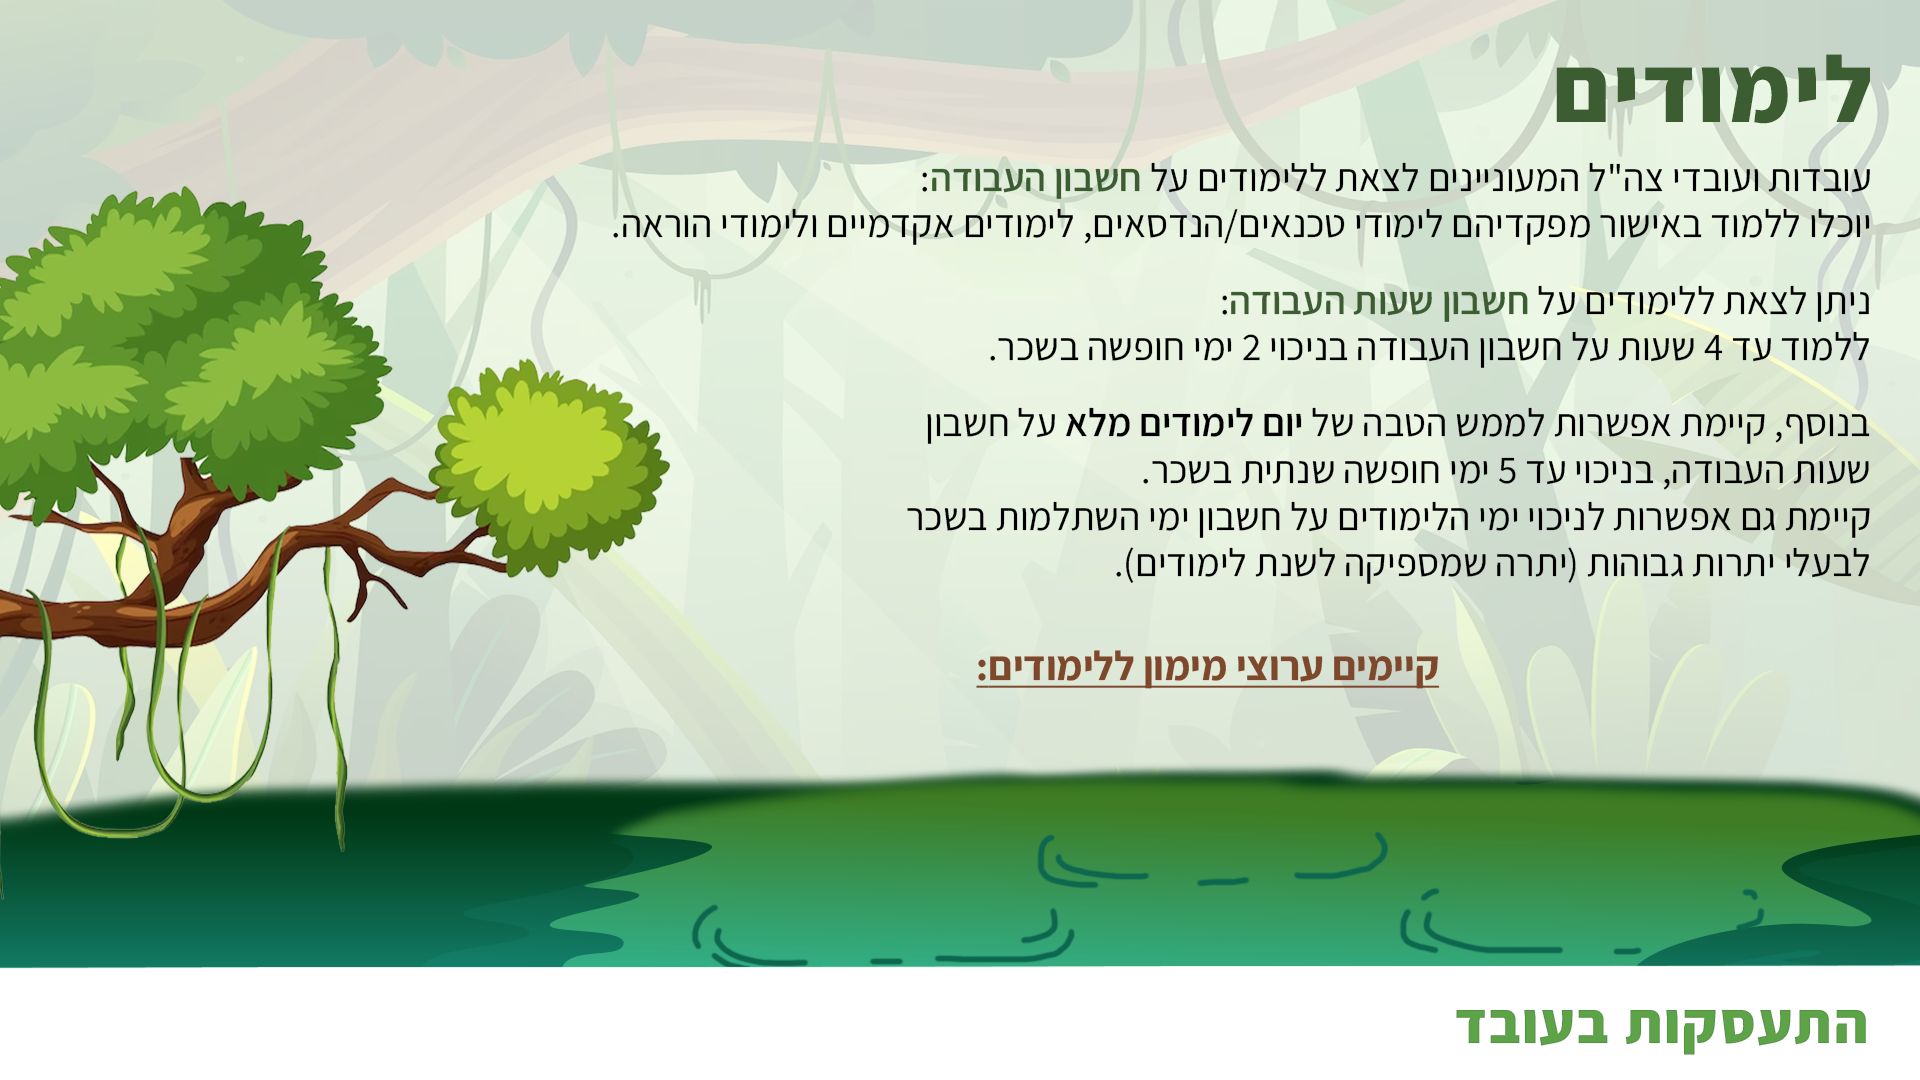 לימודים
עובדות ועובדי צה"ל המעוניינים לצאת ללימודים על חשבון העבודה:
יוכלו ללמוד באישור מפקדיהם לימודי טכנאים/הנדסאים, לימודים אקדמיים ולימודי הוראה.
ניתן לצאת ללימודים על חשבון שעות העבודה:
ללמוד עד 4 שעות על חשבון העבודה בניכוי 2 ימי חופשה בשכר.
בנוסף, קיימת אפשרות לממש הטבה של יום לימודים מלא על חשבון
שעות העבודה, בניכוי עד 5 ימי חופשה שנתית בשכר.
קיימת גם אפשרות לניכוי ימי הלימודים על חשבון ימי השתלמות בשכר
לבעלי יתרות גבוהות (יתרה שמספיקה לשנת לימודים).
קיימים ערוצי מימון ללימודים:
התעסקות בעובד